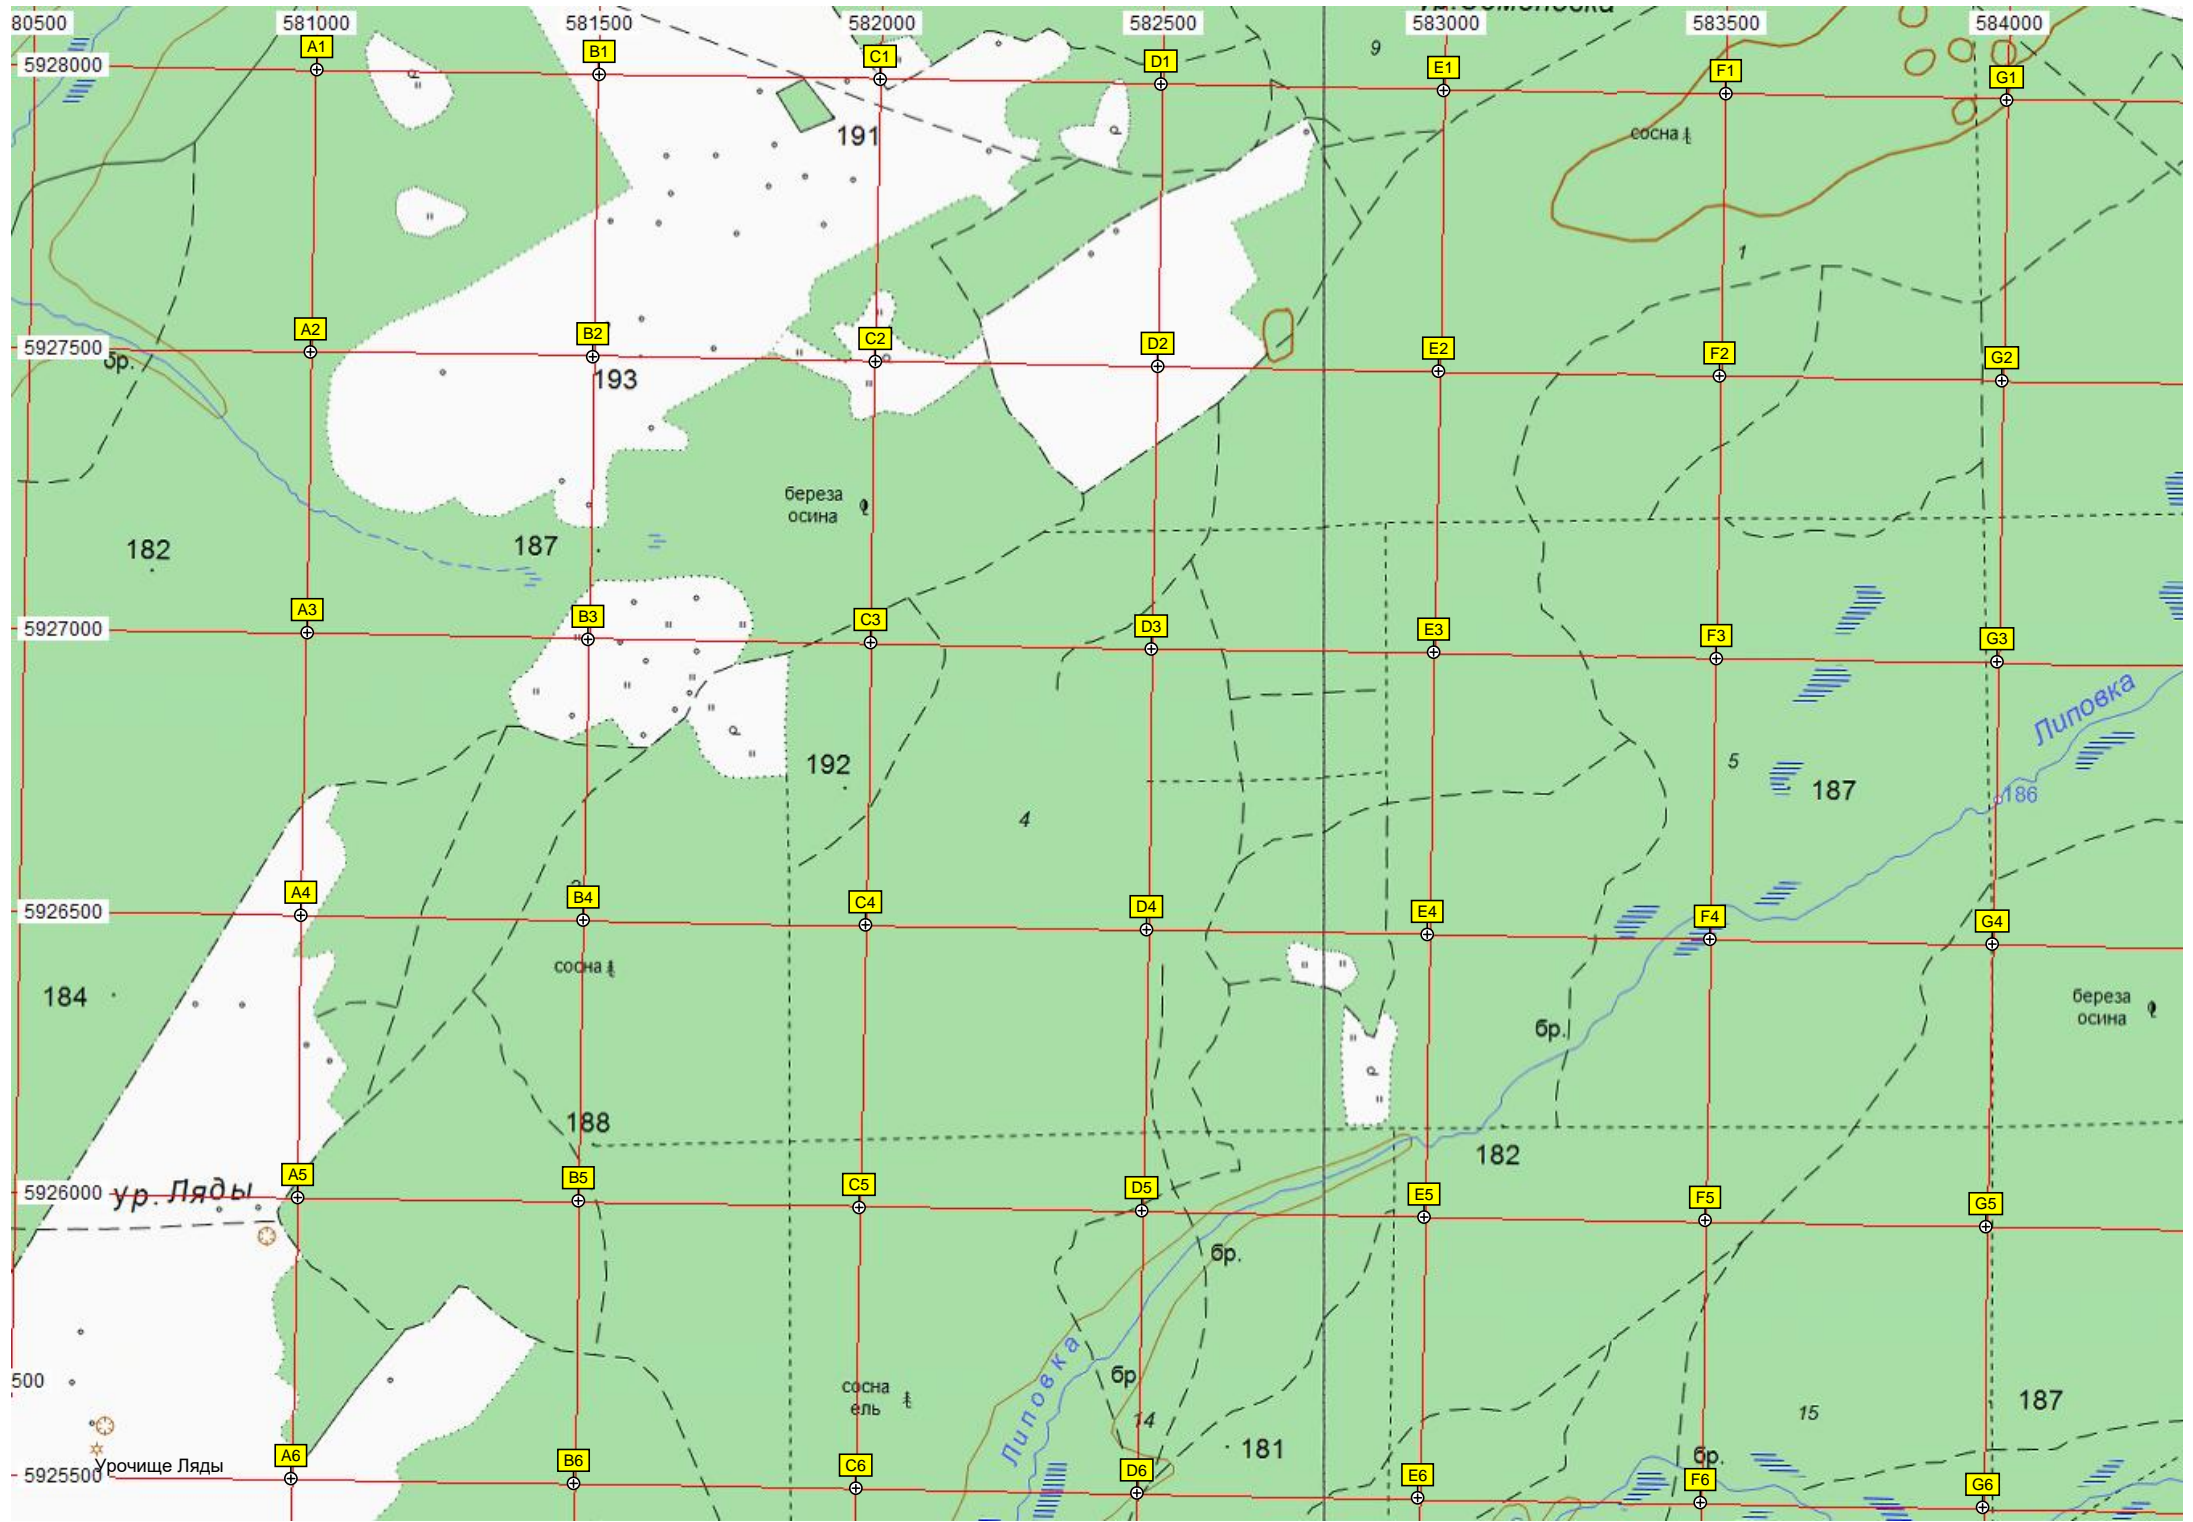 80500 581000 581500 582000 582500 583000 583500 584000
9
5928000 A1 B1 C1 D1 E1 F1 G1
191
сосна
1
5927500 A2 B2 C2 D2 E2 F2 G2
бр.
193
береза
осина
182
187
5927000 A3 B3 C3 D3 E3 F3 G3
Липовка
192
5
187
186
4
5926500 A4 B4 C4 D4 E4 F4 G4
сосна
184
береза
осина
бр.
188
182
5926000 A5 B5 C5 D5 E5 F5 G5
ур. Ляды
бр.
Липовка
500
бр
сосна
ель
187
14
15
181
бр.
Урочище Ляды
5925500 A6 B6 C6 D6 E6 F6 G6